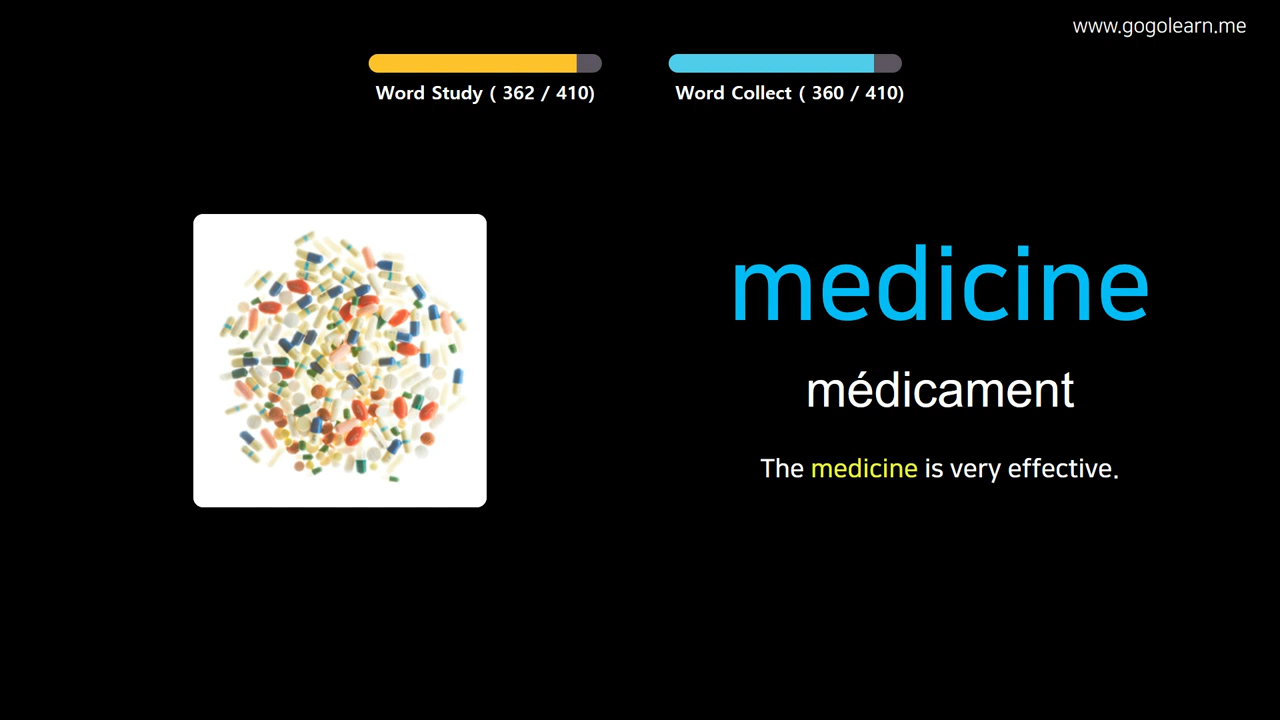 www.gogolearn.me
Word Study ( 362 / 410)
Word Collect ( 360 / 410)
medicine
médicament
The medicine is very effective.